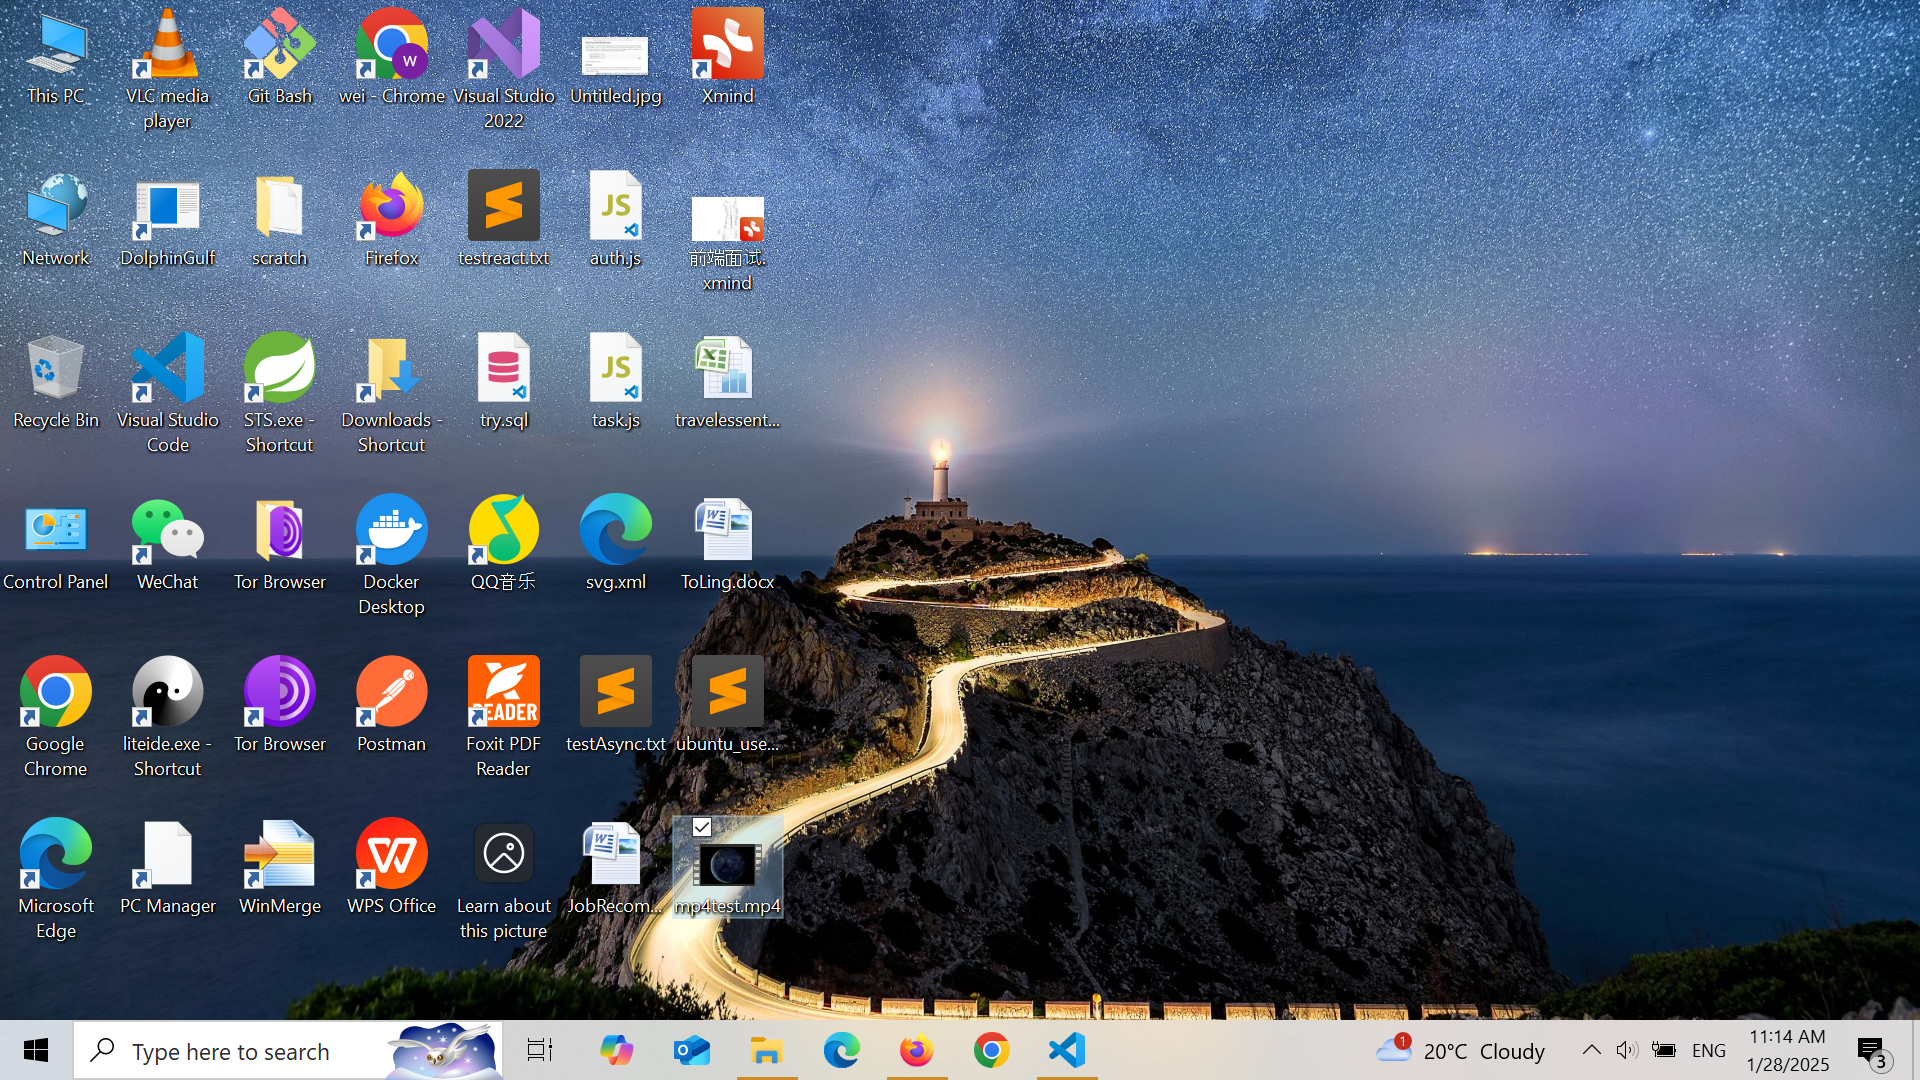 This PC
VLC media
player
Git Bash
W
wei - Chrome
Visual Studio
2022
Untitled.jpg
Xmind
Network
DolphinGulf
scratch
Firefox
testreact.txt
JS
auth.js
前端面试.
xmind
Recycle Bin
Visual Studio
Code
STS.exe -
Shortcut
Downloads -
Shortcut
try.sql
JS
task.js
travelessent...
Control Panel
WeChat
Tor Browser
Docker
Desktop
QQ音乐
svg.xml
ToLing.docx
Google
Chrome
liteide.exe -
Shortcut
Tor Browser
Postman
READER
Foxit PDF
Reader
testAsync.txt
ubuntu_use...
Microsoft
Edge
PC Manager
WinMerge
WPS Office
Learn about
this picture
JobRecom...
mp4test.mp4
Type here to search
1
20°C Cloudy
ENG
11:14 AM
1/28/2025
3